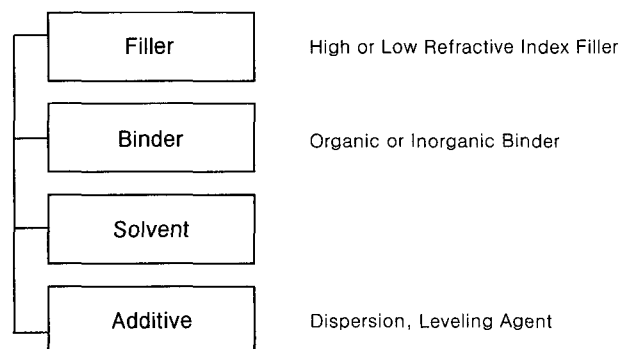 Filler High or Low Refractive Index Filler
Binder Organic or Inorganic Binder
Solvent
Additive Dispersion, Leveling Agent